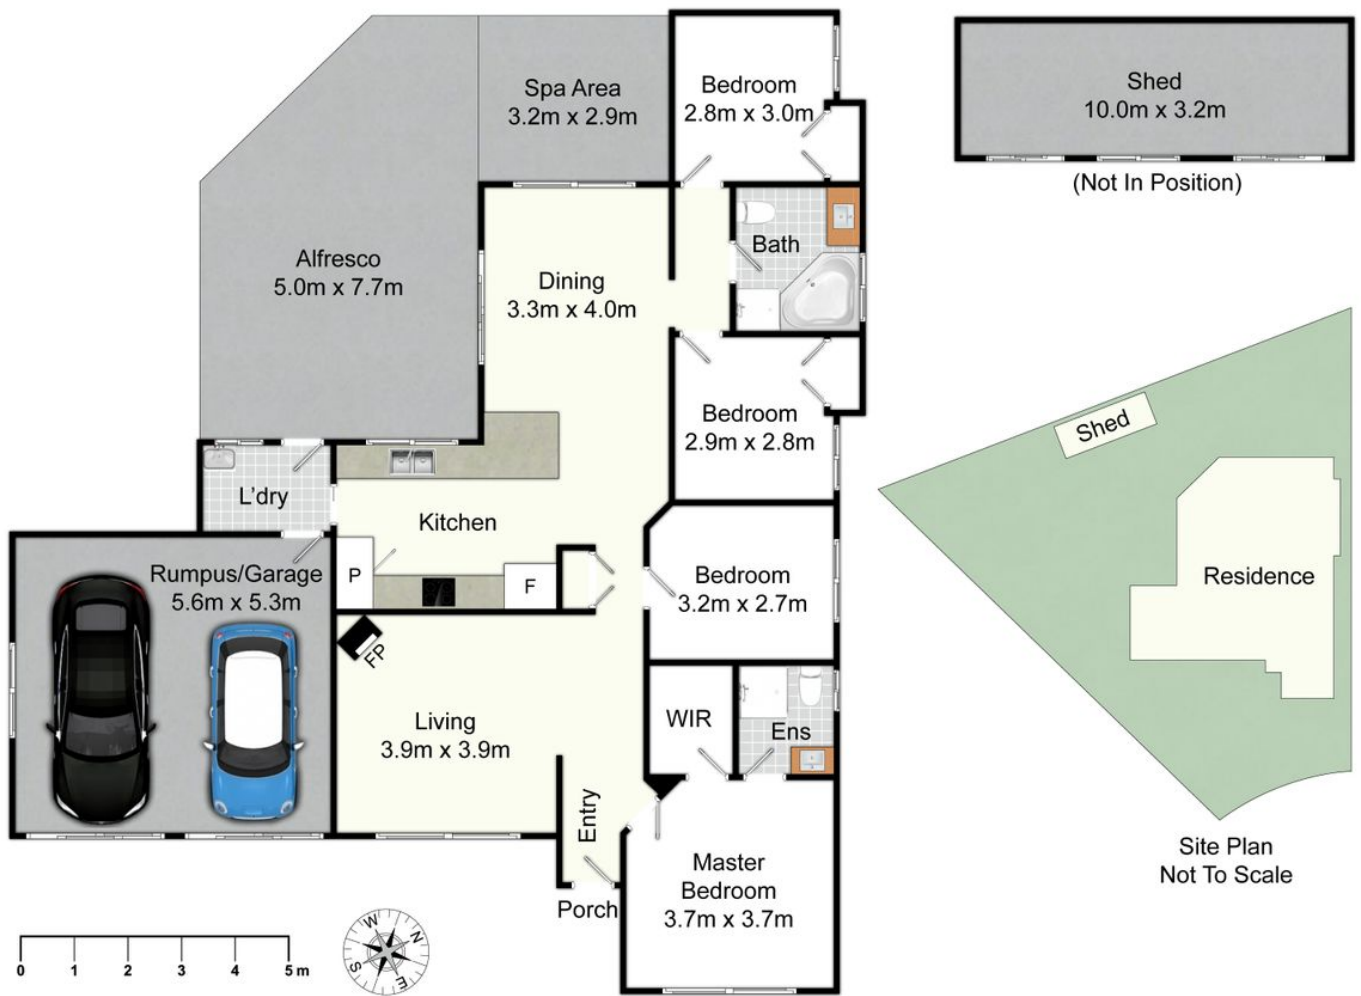 Spa Area
3.2m x 2.9m
Bedroom
2.8m x 3.0m
Shed
10.0m x 3.2m
(Not In Position)
Bath
Alfresco
5.0m x 7.7m
Dining
3.3m x 4.0m
Bedroom
2.9m x 2.8m
Shed
L'dry
Kitchen
P
F
Rumpus/Garage
5.6m x 5.3m
Bedroom
3.2m x 2.7m
Residence
FP
Living
3.9m x 3.9m
WIR
Ens
Entry
Master
Bedroom
3.7m x 3.7m
Porch
Site Plan
Not To Scale
W
N
S
E
0 1 2 3 4 5 m